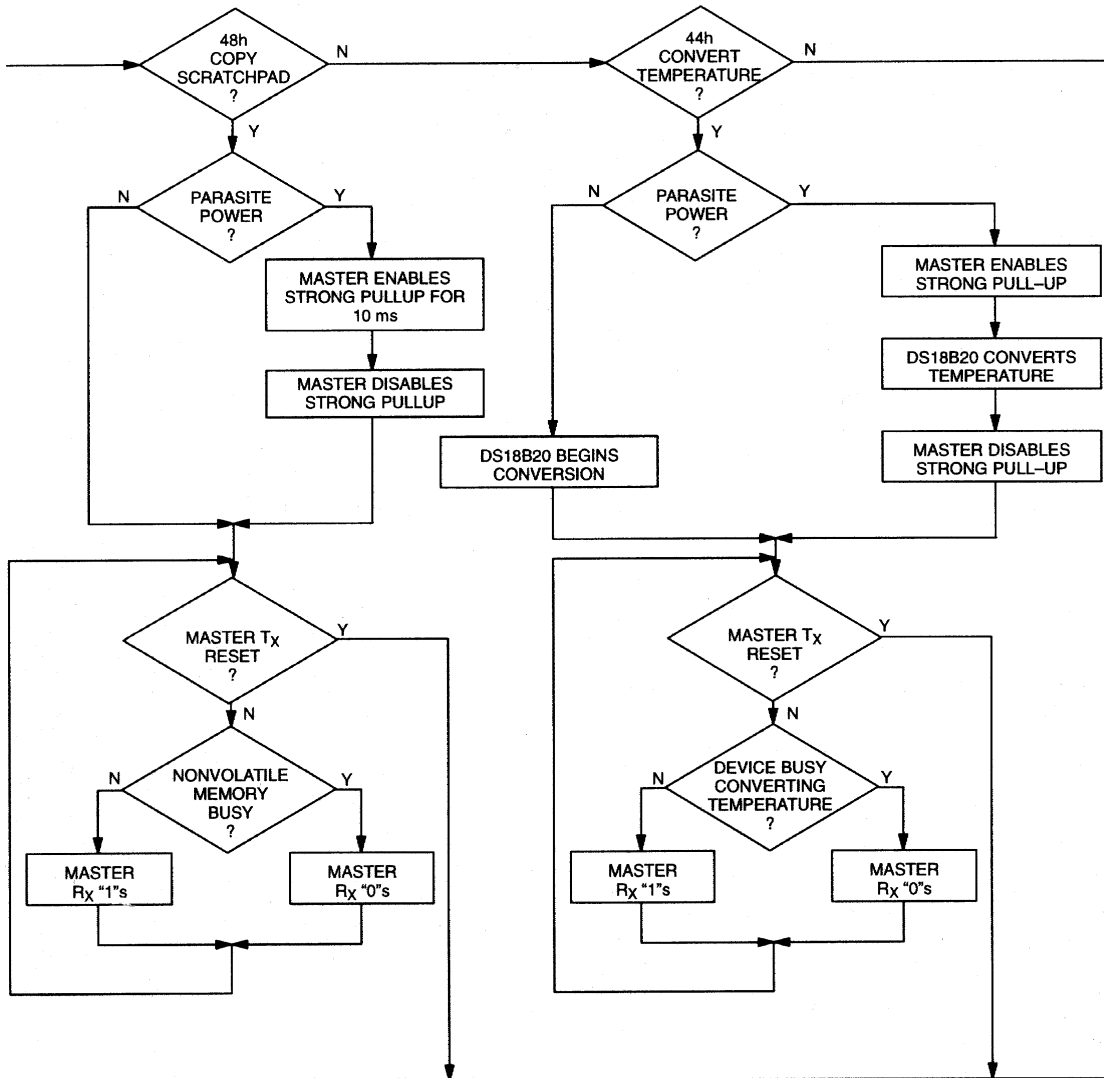 48h
COPY
SCRATCHPAD
?
N
Y
44h
CONVERT
TEMPERATURE
?
N
Y
N
PARASITE
POWER
?
Y
N
PARASITE
POWER
?
Y
MASTER ENABLES
STRONG PULLUP FOR
10 ms
MASTER ENABLES
STRONG PULL–UP
MASTER DISABLES
STRONG PULLUP
DS18B20 CONVERTS
TEMPERATURE
DS18B20 BEGINS
CONVERSION
MASTER DISABLES
STRONG PULL–UP
MASTER TX
RESET
?
Y
N
MASTER TX
RESET
?
Y
N
N
NONVOLATILE
MEMORY
BUSY
?
Y
N
DEVICE BUSY
CONVERTING
TEMPERATURE
?
Y
MASTER
RX “1”s
MASTER
RX “0”s
MASTER
RX “1”s
MASTER
RX “0”s